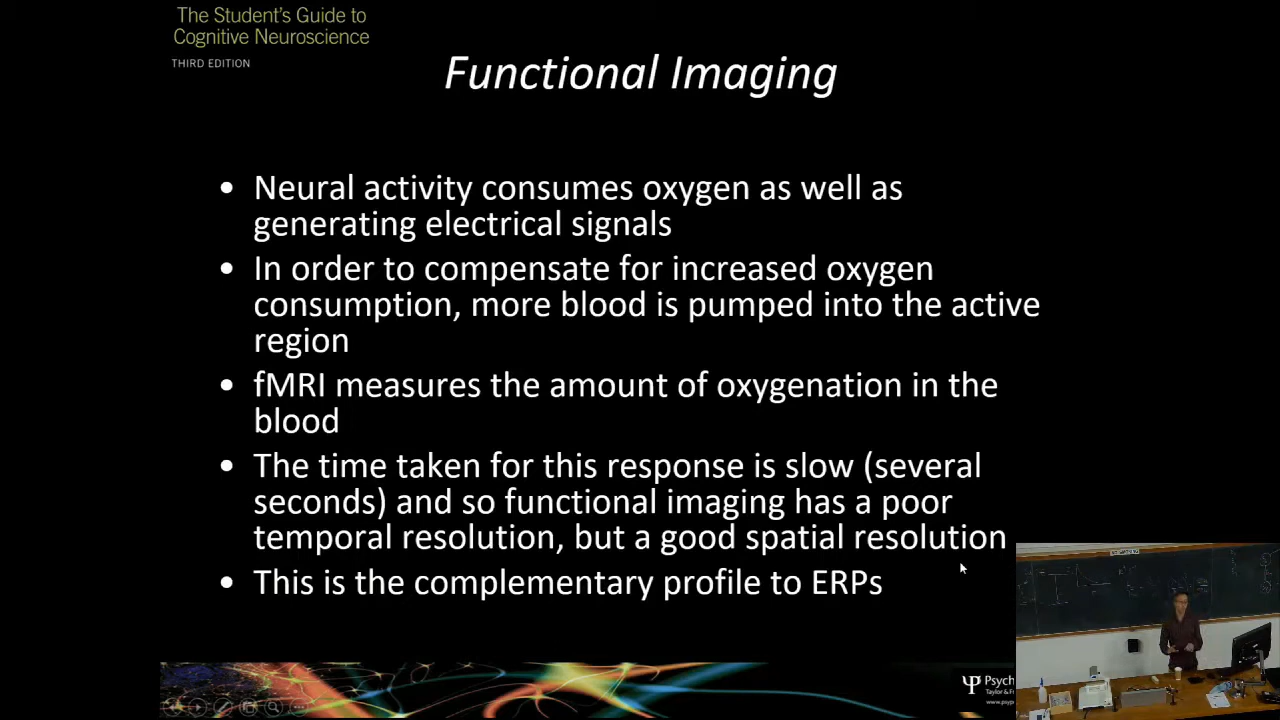 The Student's Guide to
Cognitive Neuroscience
THIRD EDITION
Functional Imaging
• Neural activity consumes oxygen as well as
generating electrical signals
• In order to compensate for increased oxygen
consumption, more blood is pumped into the active
region
• fMRI measures the amount of oxygenation in the
blood
• The time taken for this response is slow (several
seconds) and so functional imaging has a poor
temporal resolution, but a good spatial resolution
• This is the complementary profile to ERPs
Psych
Taylor & Fr
www.psyp